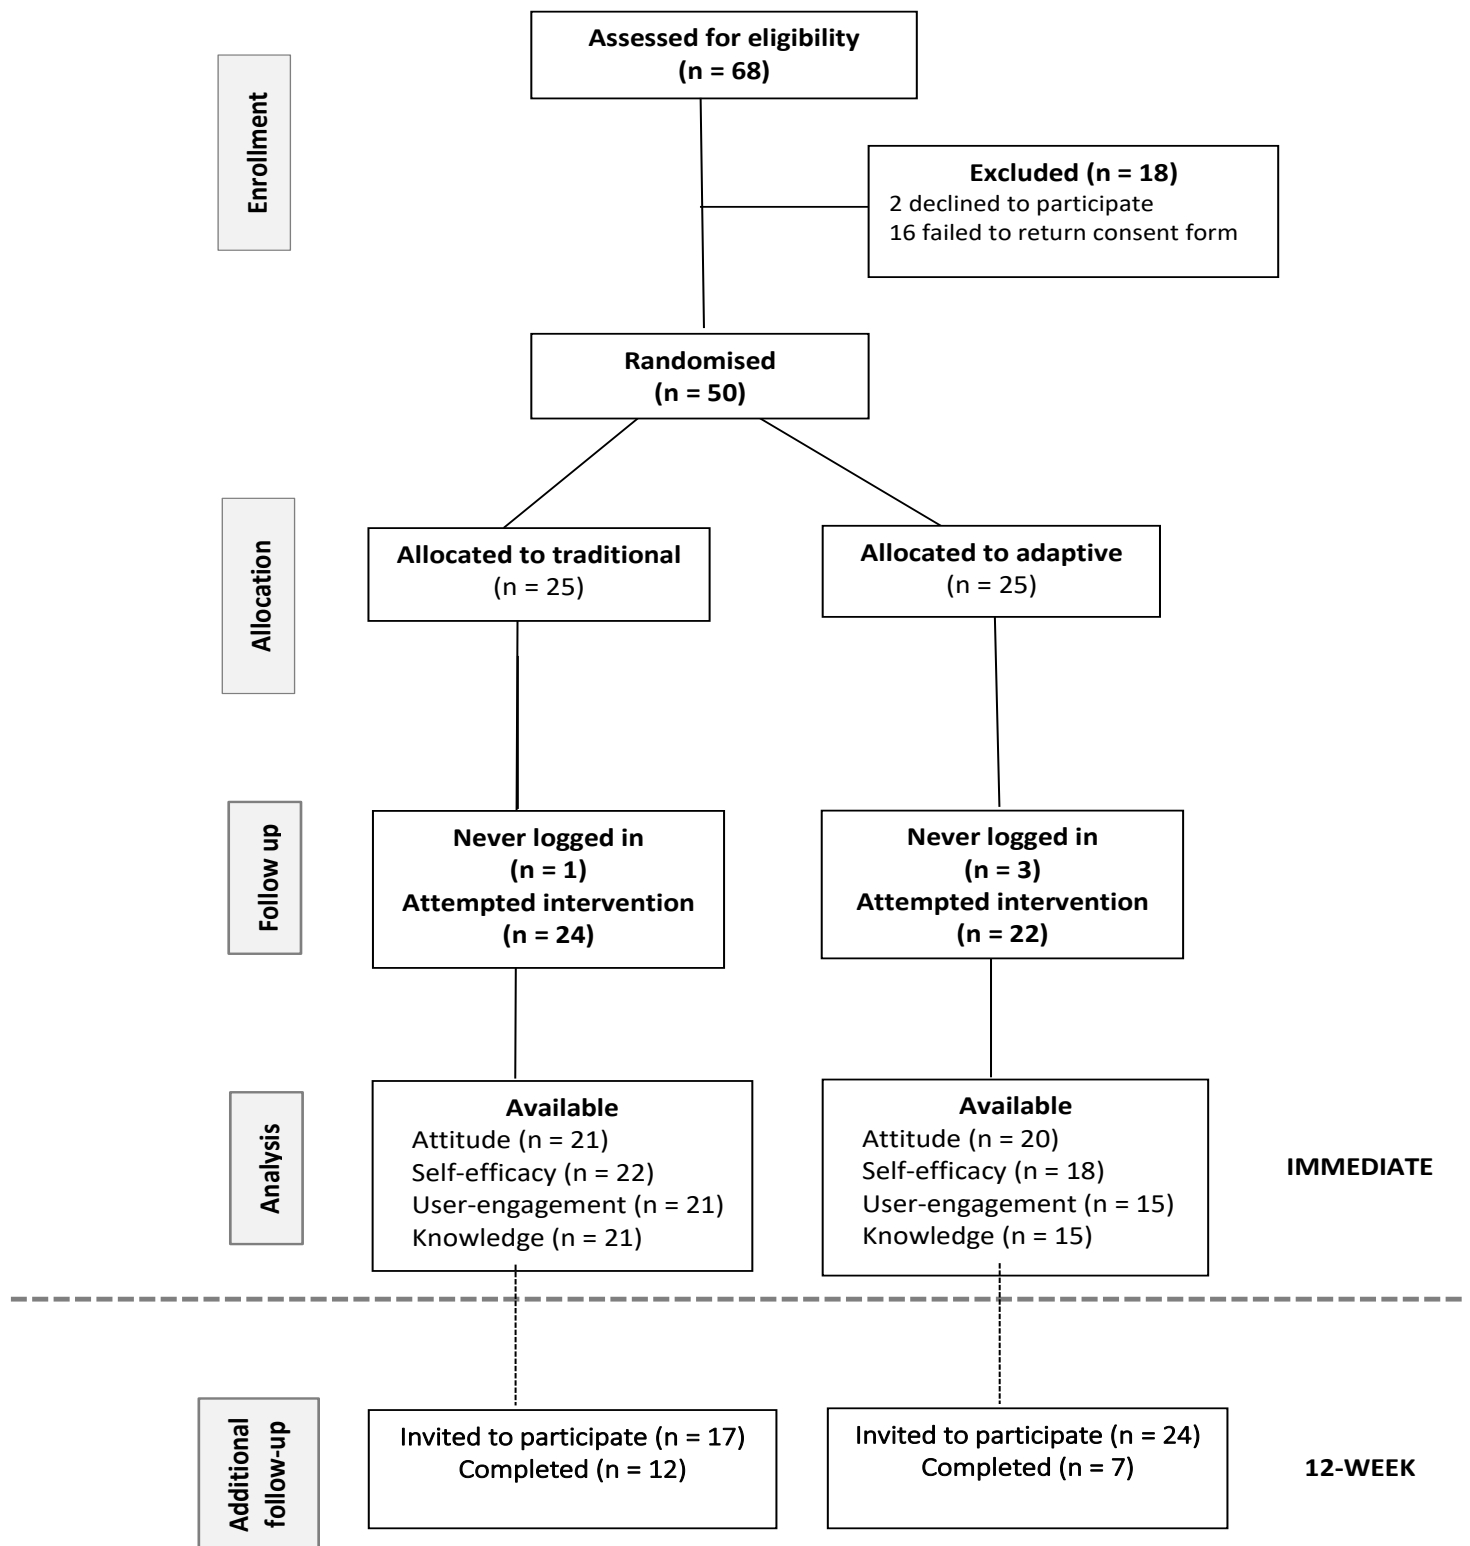 Assessed for eligibility
(n = 68)
Enrollment
Excluded (n = 18)
2 declined to participate
16 failed to return consent form
Randomised
(n = 50)
Allocation
Allocated to traditional
(n = 25)
Allocated to adaptive
(n = 25)
Follow up
Never logged in
(n = 1)
Attempted intervention
(n = 24)
Never logged in
(n = 3)
Attempted intervention
(n = 22)
Analysis
Available
Attitude (n = 21)
Self-efficacy (n = 22)
User-engagement (n = 21)
Knowledge (n = 21)
Available
Attitude (n = 20)
Self-efficacy (n = 18)
User-engagement (n = 15)
Knowledge (n = 15)
IMMEDIATE
Additional
follow-up
Invited to participate (n = 17)
Completed (n = 12)
Invited to participate (n = 24)
Completed (n = 7)
12-WEEK